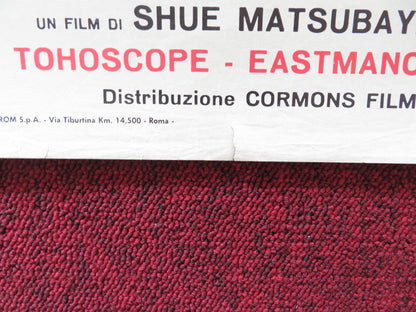 UN FILM DI SHUE MATSUBAY
TOHOSCOPE - EASTMANC
Distribuzione CORMONS FILM
ROM S.p.A. - Via Tiburtina Km. 14,500 - Roma -